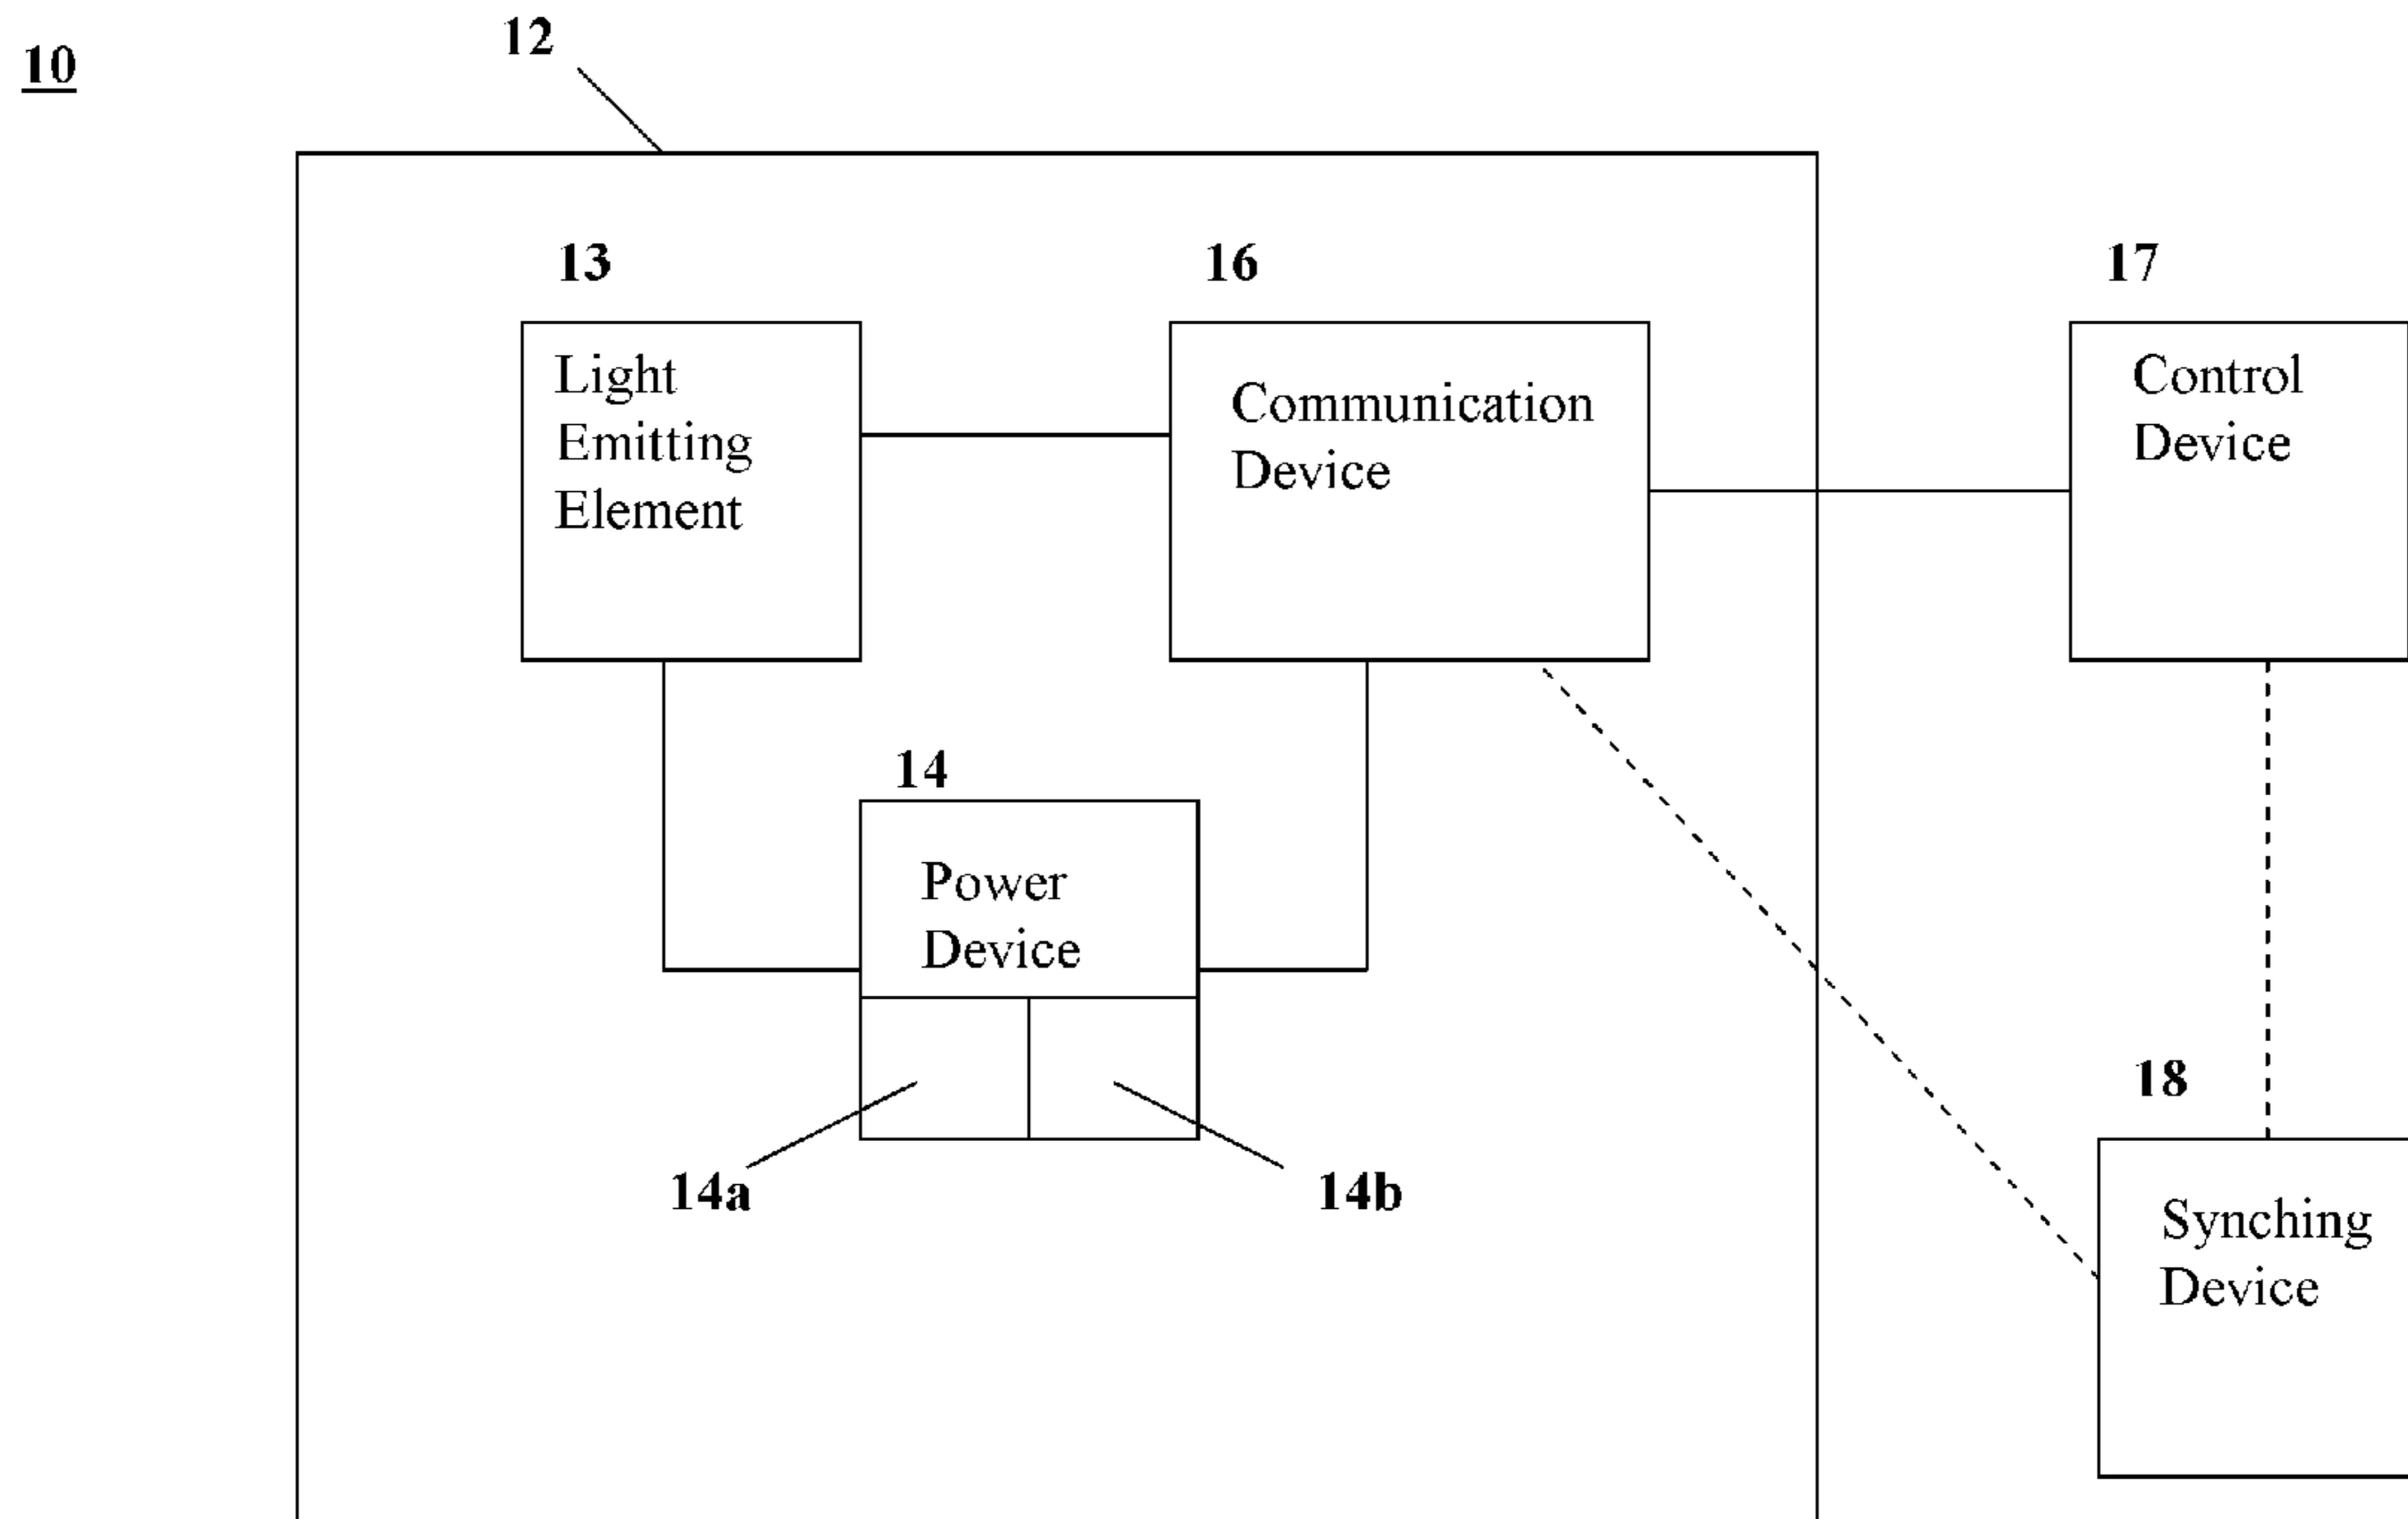 10
12
13
16
17
Light
Emitting
Element
Communication
Device
Control
Device
14
Power
Device
14a
14b
18
Synching
Device